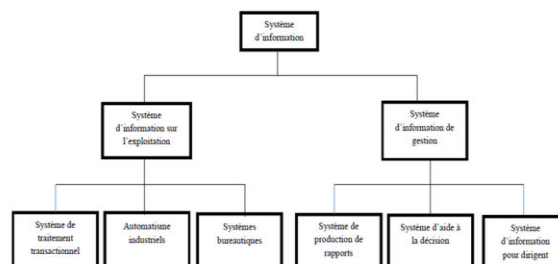 Système
d'information
Système
d'information sur
l'exploitation
Système
d'information de
gestion
Système de
traitement
transactionnel
Automatisme
industriels
Systèmes
bureautiques
Système de
production de
rapports
Système d'aide à
la décision
Système
d'information
pour dirigent